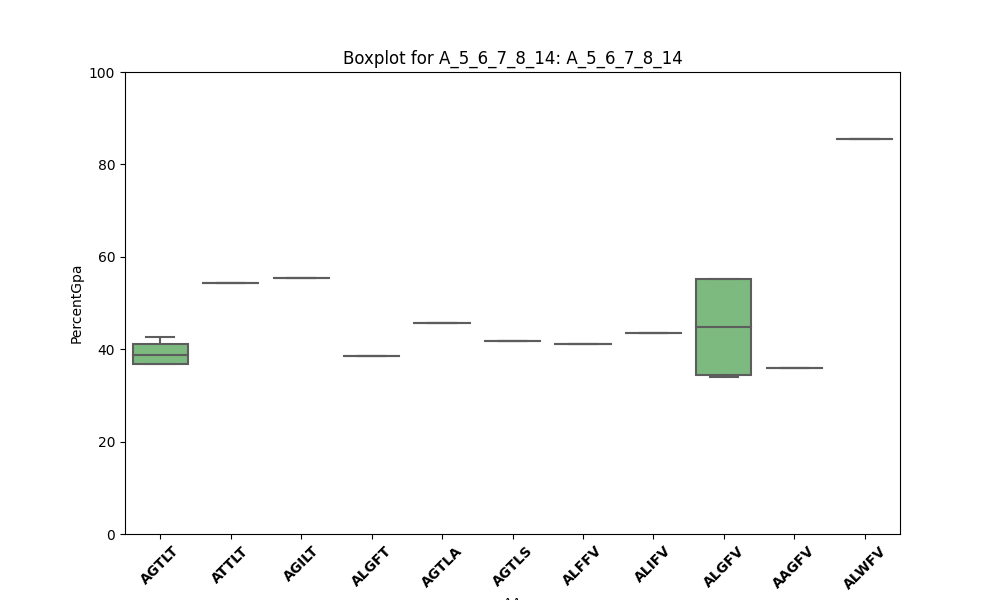 Boxplot for A_5_6_7_8_14: A_5_6_7_8_14
100
80
60
40
20
0
PercentGpa
AGTLT
ATTLT
AGILT
ALGFT
AGTLA
AGTLS
ALFFV
ALIFV
ALGFV
AAGFV
ALWFV